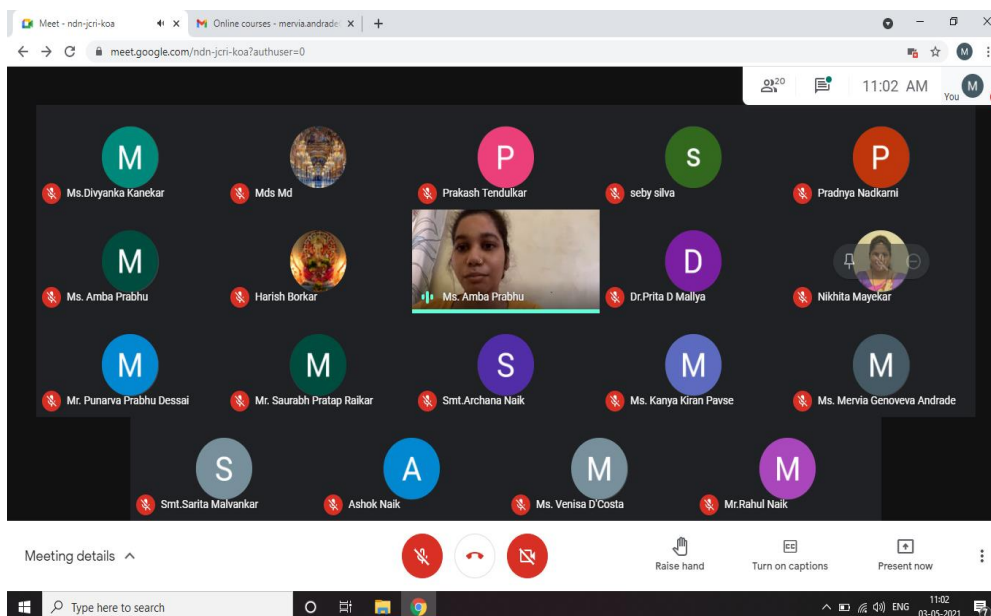 Meet - ndn-jcri-koa
Online courses - mervia.andrade
meet.google.com/ndn-jcri-koa?authuser=0
M
20
11:02 AM
You
M
M
P
S
P
Ms.Divyanka Kanekar
Mds Md
Prakash Tendulkar
seby silva
Pradnya Nadkarni
M
D
Ms. Amba Prabhu
Harish Borkar
Ms. Amba Prabhu
Dr.Prita D Mallya
Nikhita Mayekar
M
M
S
M
M
Mr. Punarva Prabhu Dessai
Mr. Saurabh Pratap Raikar
Smt.Archana Naik
Ms. Kanya Kiran Pavse
Ms. Mervia Genoveva Andrade
S
A
M
M
Smt.Sarita Malvankar
Ashok Naik
Ms. Venisa D'Costa
Mr.Rahul Naik
Meeting details
Raise hand
CC
Turn on captions
Present now
Type here to search
ENG
11:02
03-05-2021